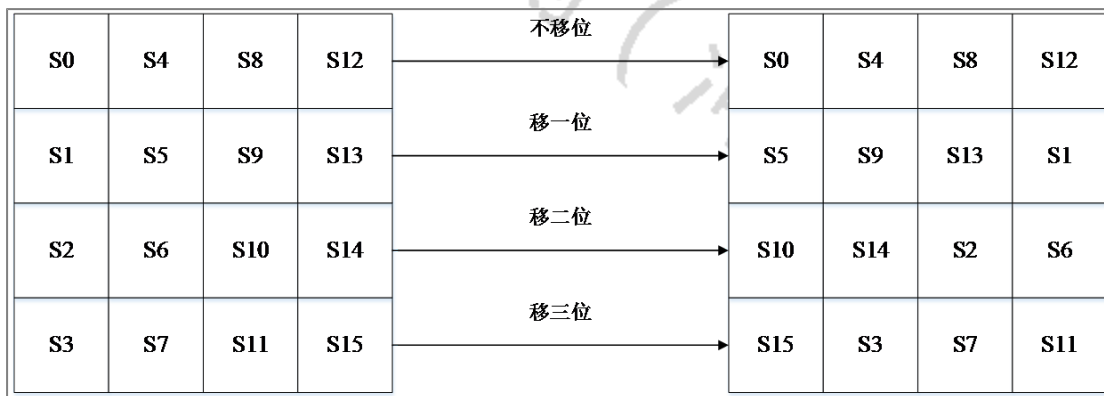 不移位
S0 S4 S8 S12 S0 S4 S8 S12
移一位
S1 S5 S9 S13 S5 S9 S13 S1
移二位
S2 S6 S10 S14 S10 S14 S2 S6
移三位
S3 S7 S11 S15 S15 S3 S7 S11